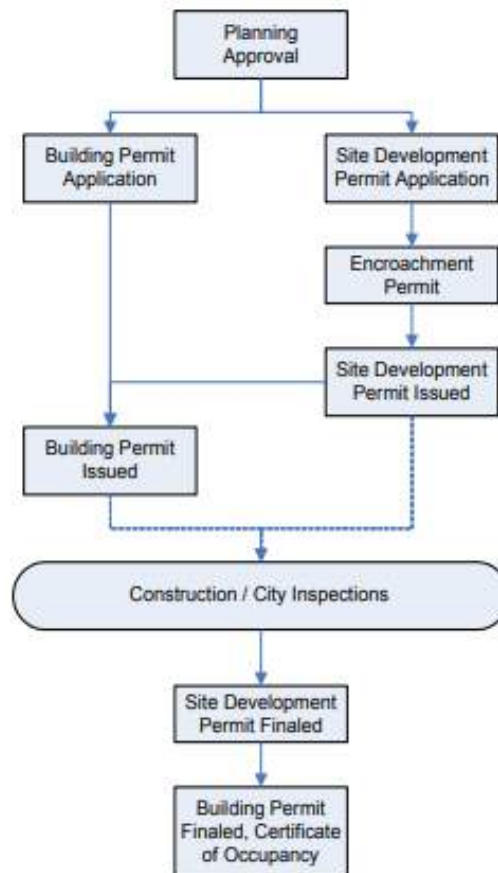 Planning
Approval
Building Permit
Application
Site Development
Permit Application
Encroachment
Permit
Site Development
Permit Issued
Building Permit
Issued
Construction / City Inspections
Site Development
Permit Finaled
Building Permit
Finaled, Certificate
of Occupancy